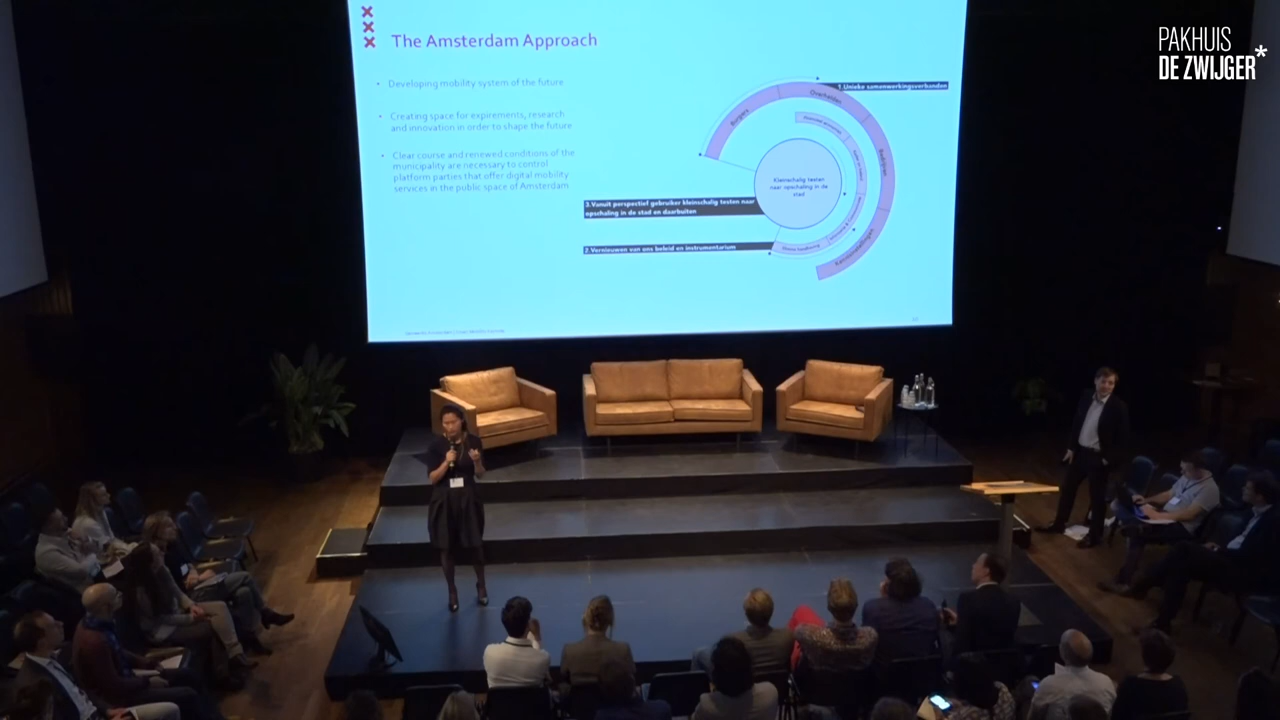 PAKHUIS
DE ZWIJGER*
The Amsterdam Approach
• Developing mobility system of the future
• Creating space for expirements, research
and innovation in order to shape the future
• Clear course and renewed conditions of the
municipality are necessary to control
platform parties that offer digital mobility
services in the public space of Amsterdam
1.Unieke samenwerkingsverbanden
Burgers
Overheden
Bedrijven
Kennisinstellingen
Kleinschalig testen
naar opschaling in de
stad
3.Vanuit perspectief gebruiker kleinschalig testen naar
opschaling in de stad en daarbuiten
2.Vernieuwen van ons beleid en instrumentarium